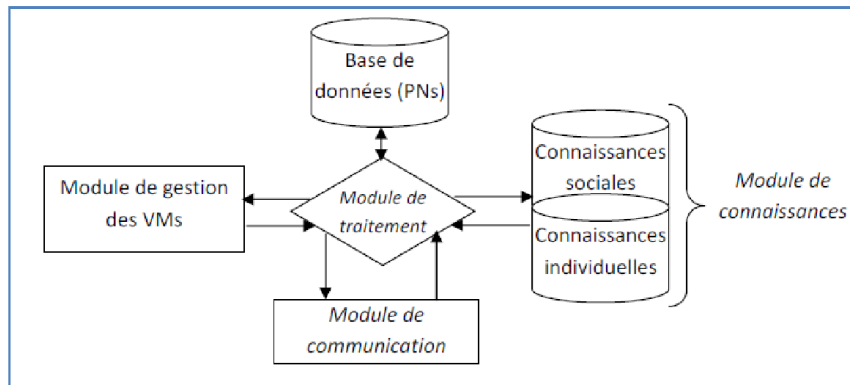 Base de
données (PNs)
Module de gestion
des VMs
Module de
traitement
Connaissances
sociales
Connaissances
individuelles
Module de
connaissances
Module de
communication